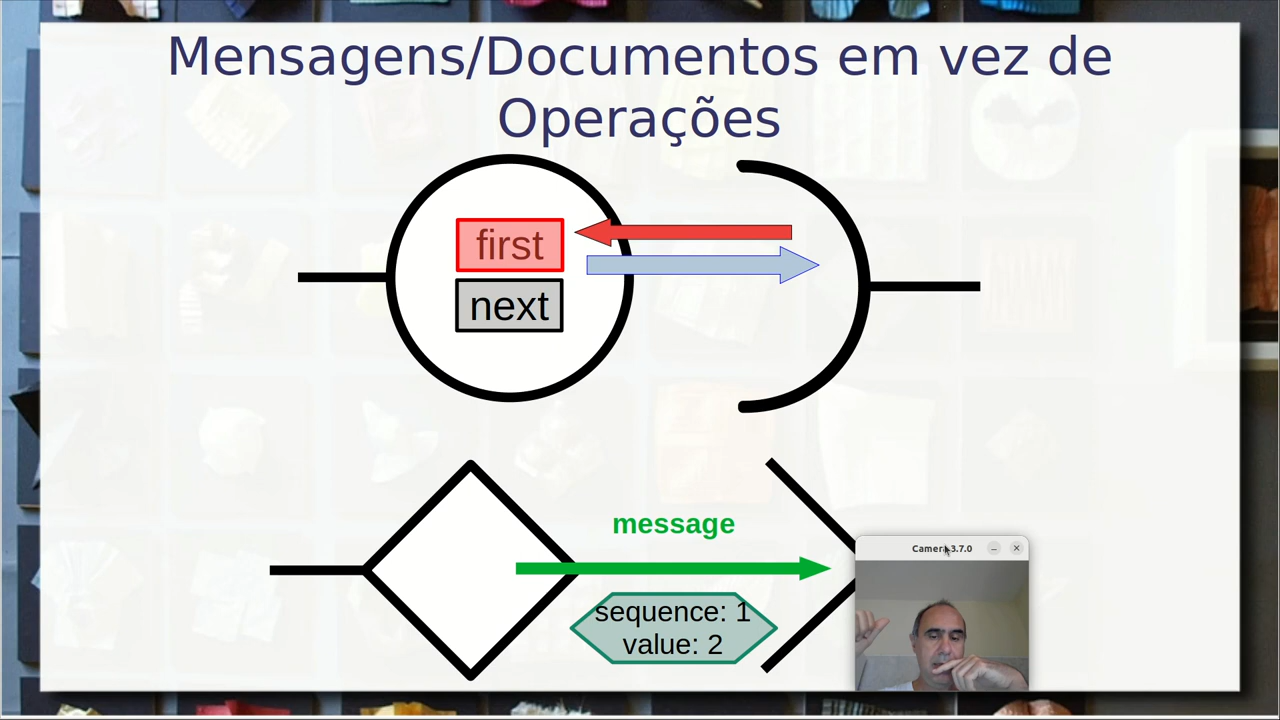 Mensagens/Documentos em vez de
Operações
first
next
message
sequence: 1
value: 2
Camera 3.7.0